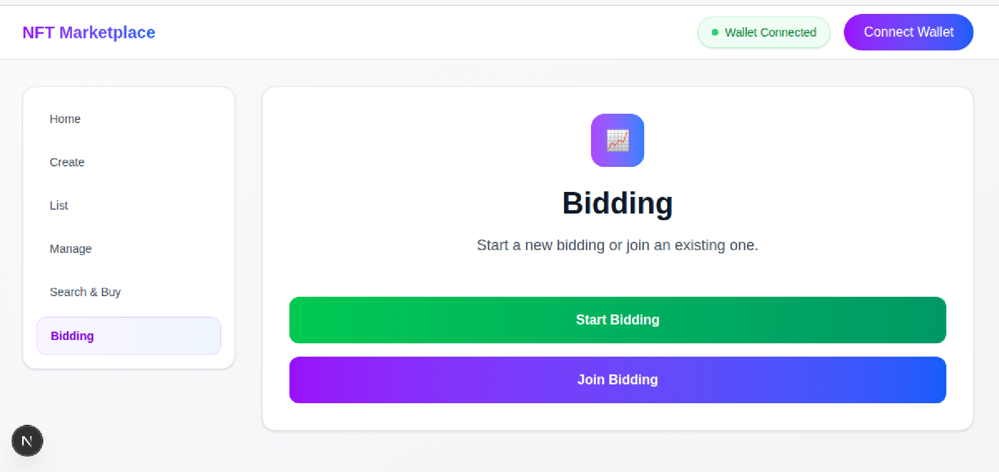 NFT Marketplace
Wallet Connected
Connect Wallet
Home
Create
List
Manage
Search & Buy
Bidding
Bidding
Start a new bidding or join an existing one.
Start Bidding
Join Bidding
N